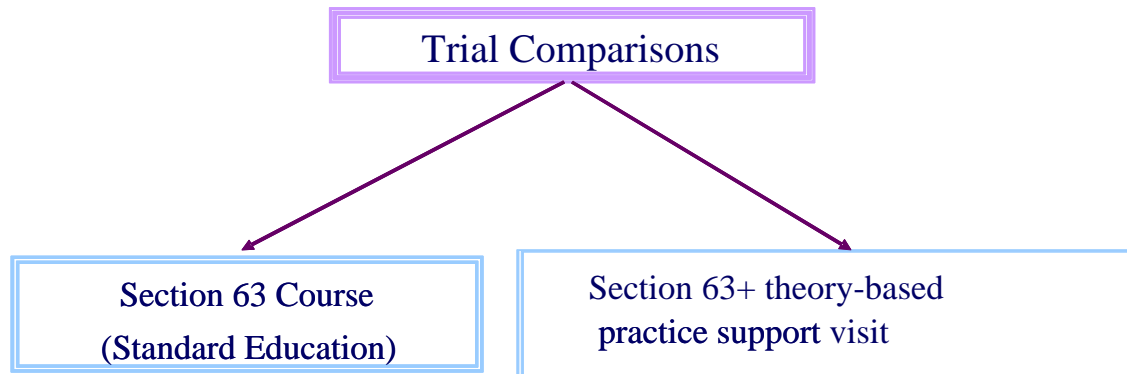 Trial Comparisons
Section 63 Course
(Standard Education)
Section 63+ theory-based
practice support visit